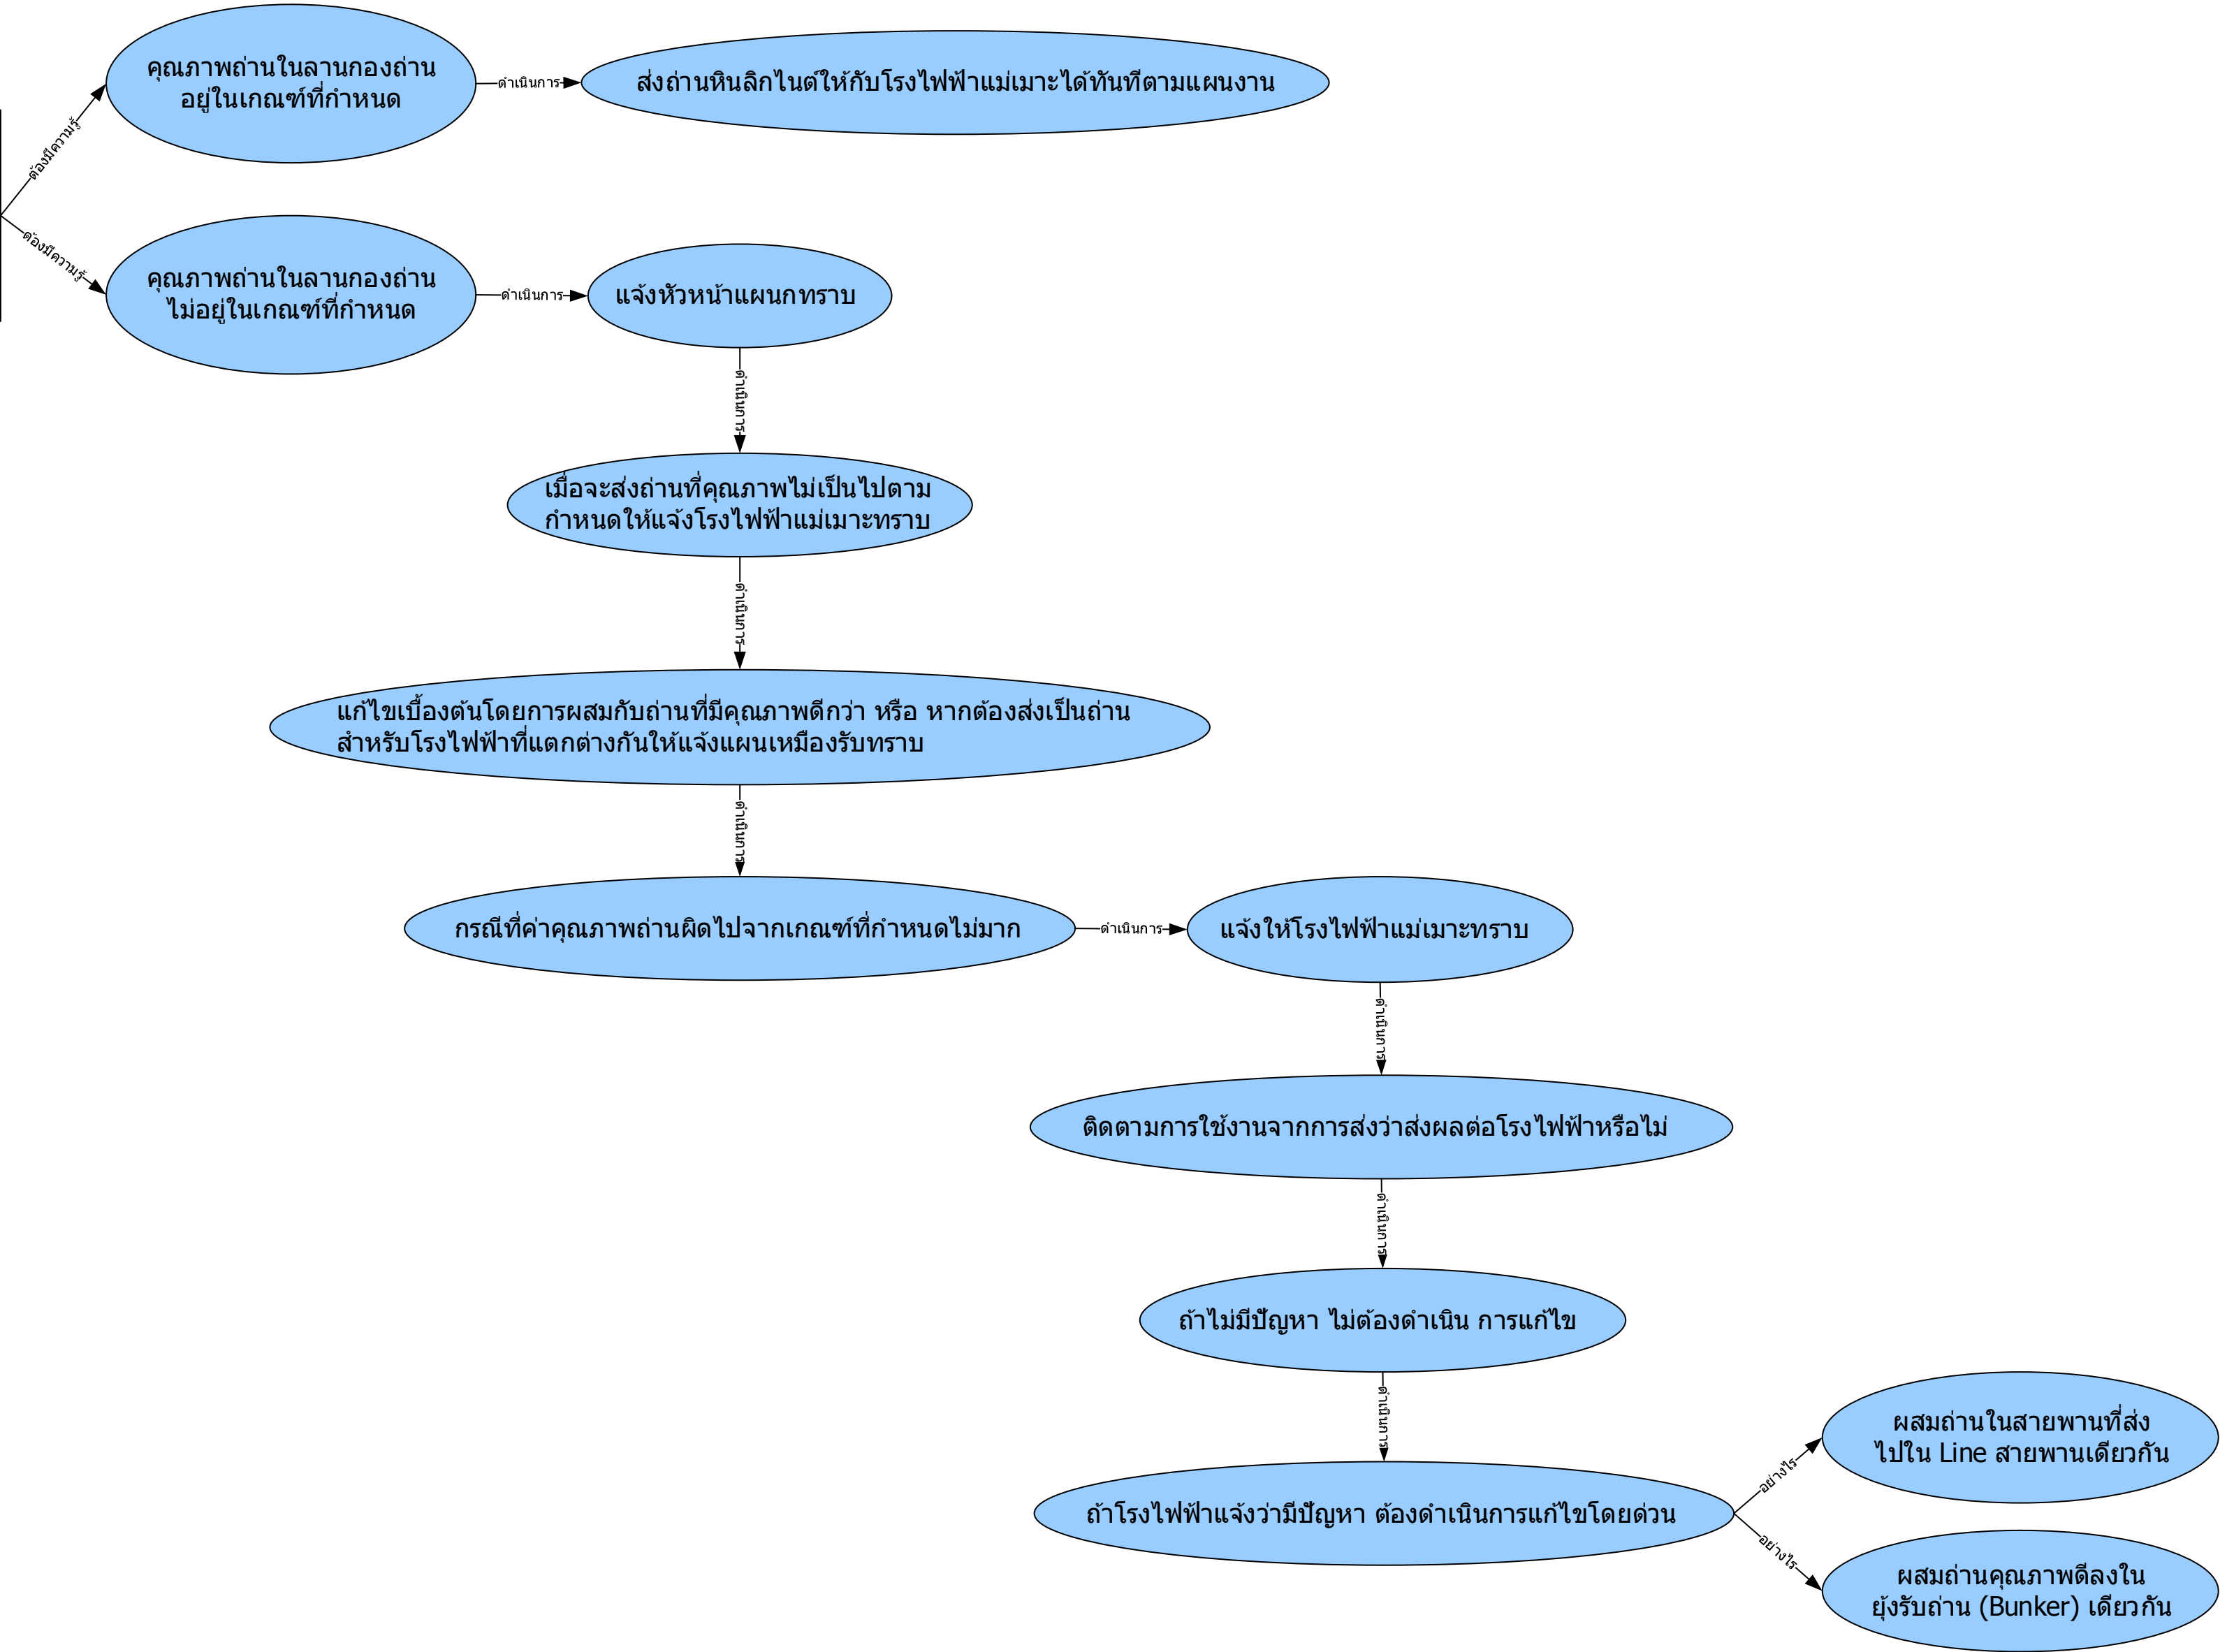 ต้องมีความรู้
คุณภาพถ่านในลานกองถ่าน
อยู่ในเกณฑ์ที่กำหนด
ดำเนินการ
ส่งถ่านหินลิกไนต์ให้กับโรงไฟฟ้าแม่เมาะได้ทันทีตามแผนงาน
ต้องมีความรู้
คุณภาพถ่านในลานกองถ่าน
ไม่อยู่ในเกณฑ์ที่กำหนด
ดำเนินการ
แจ้งหัวหน้าแผนกทราบ
ดำเนินการ
เมื่อจะส่งถ่านที่คุณภาพไม่เป็นไปตาม
กำหนดให้แจ้งโรงไฟฟ้าแม่เมาะทราบ
ดำเนินการ
แก้ไขเบื้องต้นโดยการผสมกับถ่านที่มีคุณภาพดีกว่า หรือ หากต้องส่งเป็นถ่าน
สำหรับโรงไฟฟ้าที่แตกต่างกันให้แจ้งแผนเหมืองรับทราบ
ดำเนินการ
กรณีที่ค่าคุณภาพถ่านผิดไปจากเกณฑ์ที่กำหนดไม่มาก
ดำเนินการ
แจ้งให้โรงไฟฟ้าแม่เมาะทราบ
ดำเนินการ
ติดตามการใช้งานจากการส่งว่าส่งผลต่อโรงไฟฟ้าหรือไม่
ดำเนินการ
ถ้าไม่มีปัญหา ไม่ต้องดำเนิน การแก้ไข
ดำเนินการ
ถ้าโรงไฟฟ้าแจ้งว่ามีปัญหา ต้องดำเนินการแก้ไขโดยด่วน
อย่างไร
ผสมถ่านในสายพานที่ส่ง
ไปใน Line สายพานเดียวกัน
อย่างไร
ผสมถ่านคุณภาพดีลงใน
ยุ้งรับถ่าน (Bunker) เดียวกัน